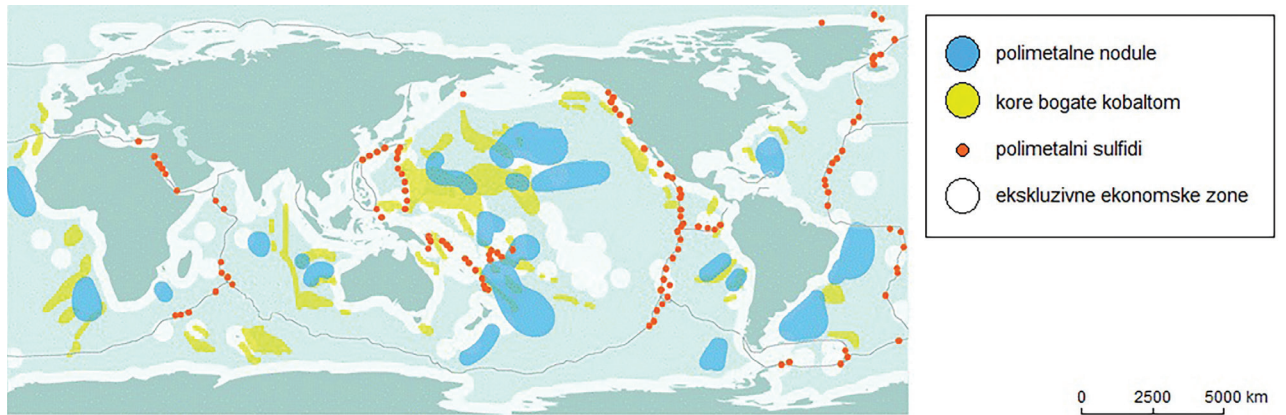 polimetalne nodule
kore bogate kobaltom
polimetalni sulfidi
ekskluzivne ekonomske zone
0 2500 5000 km